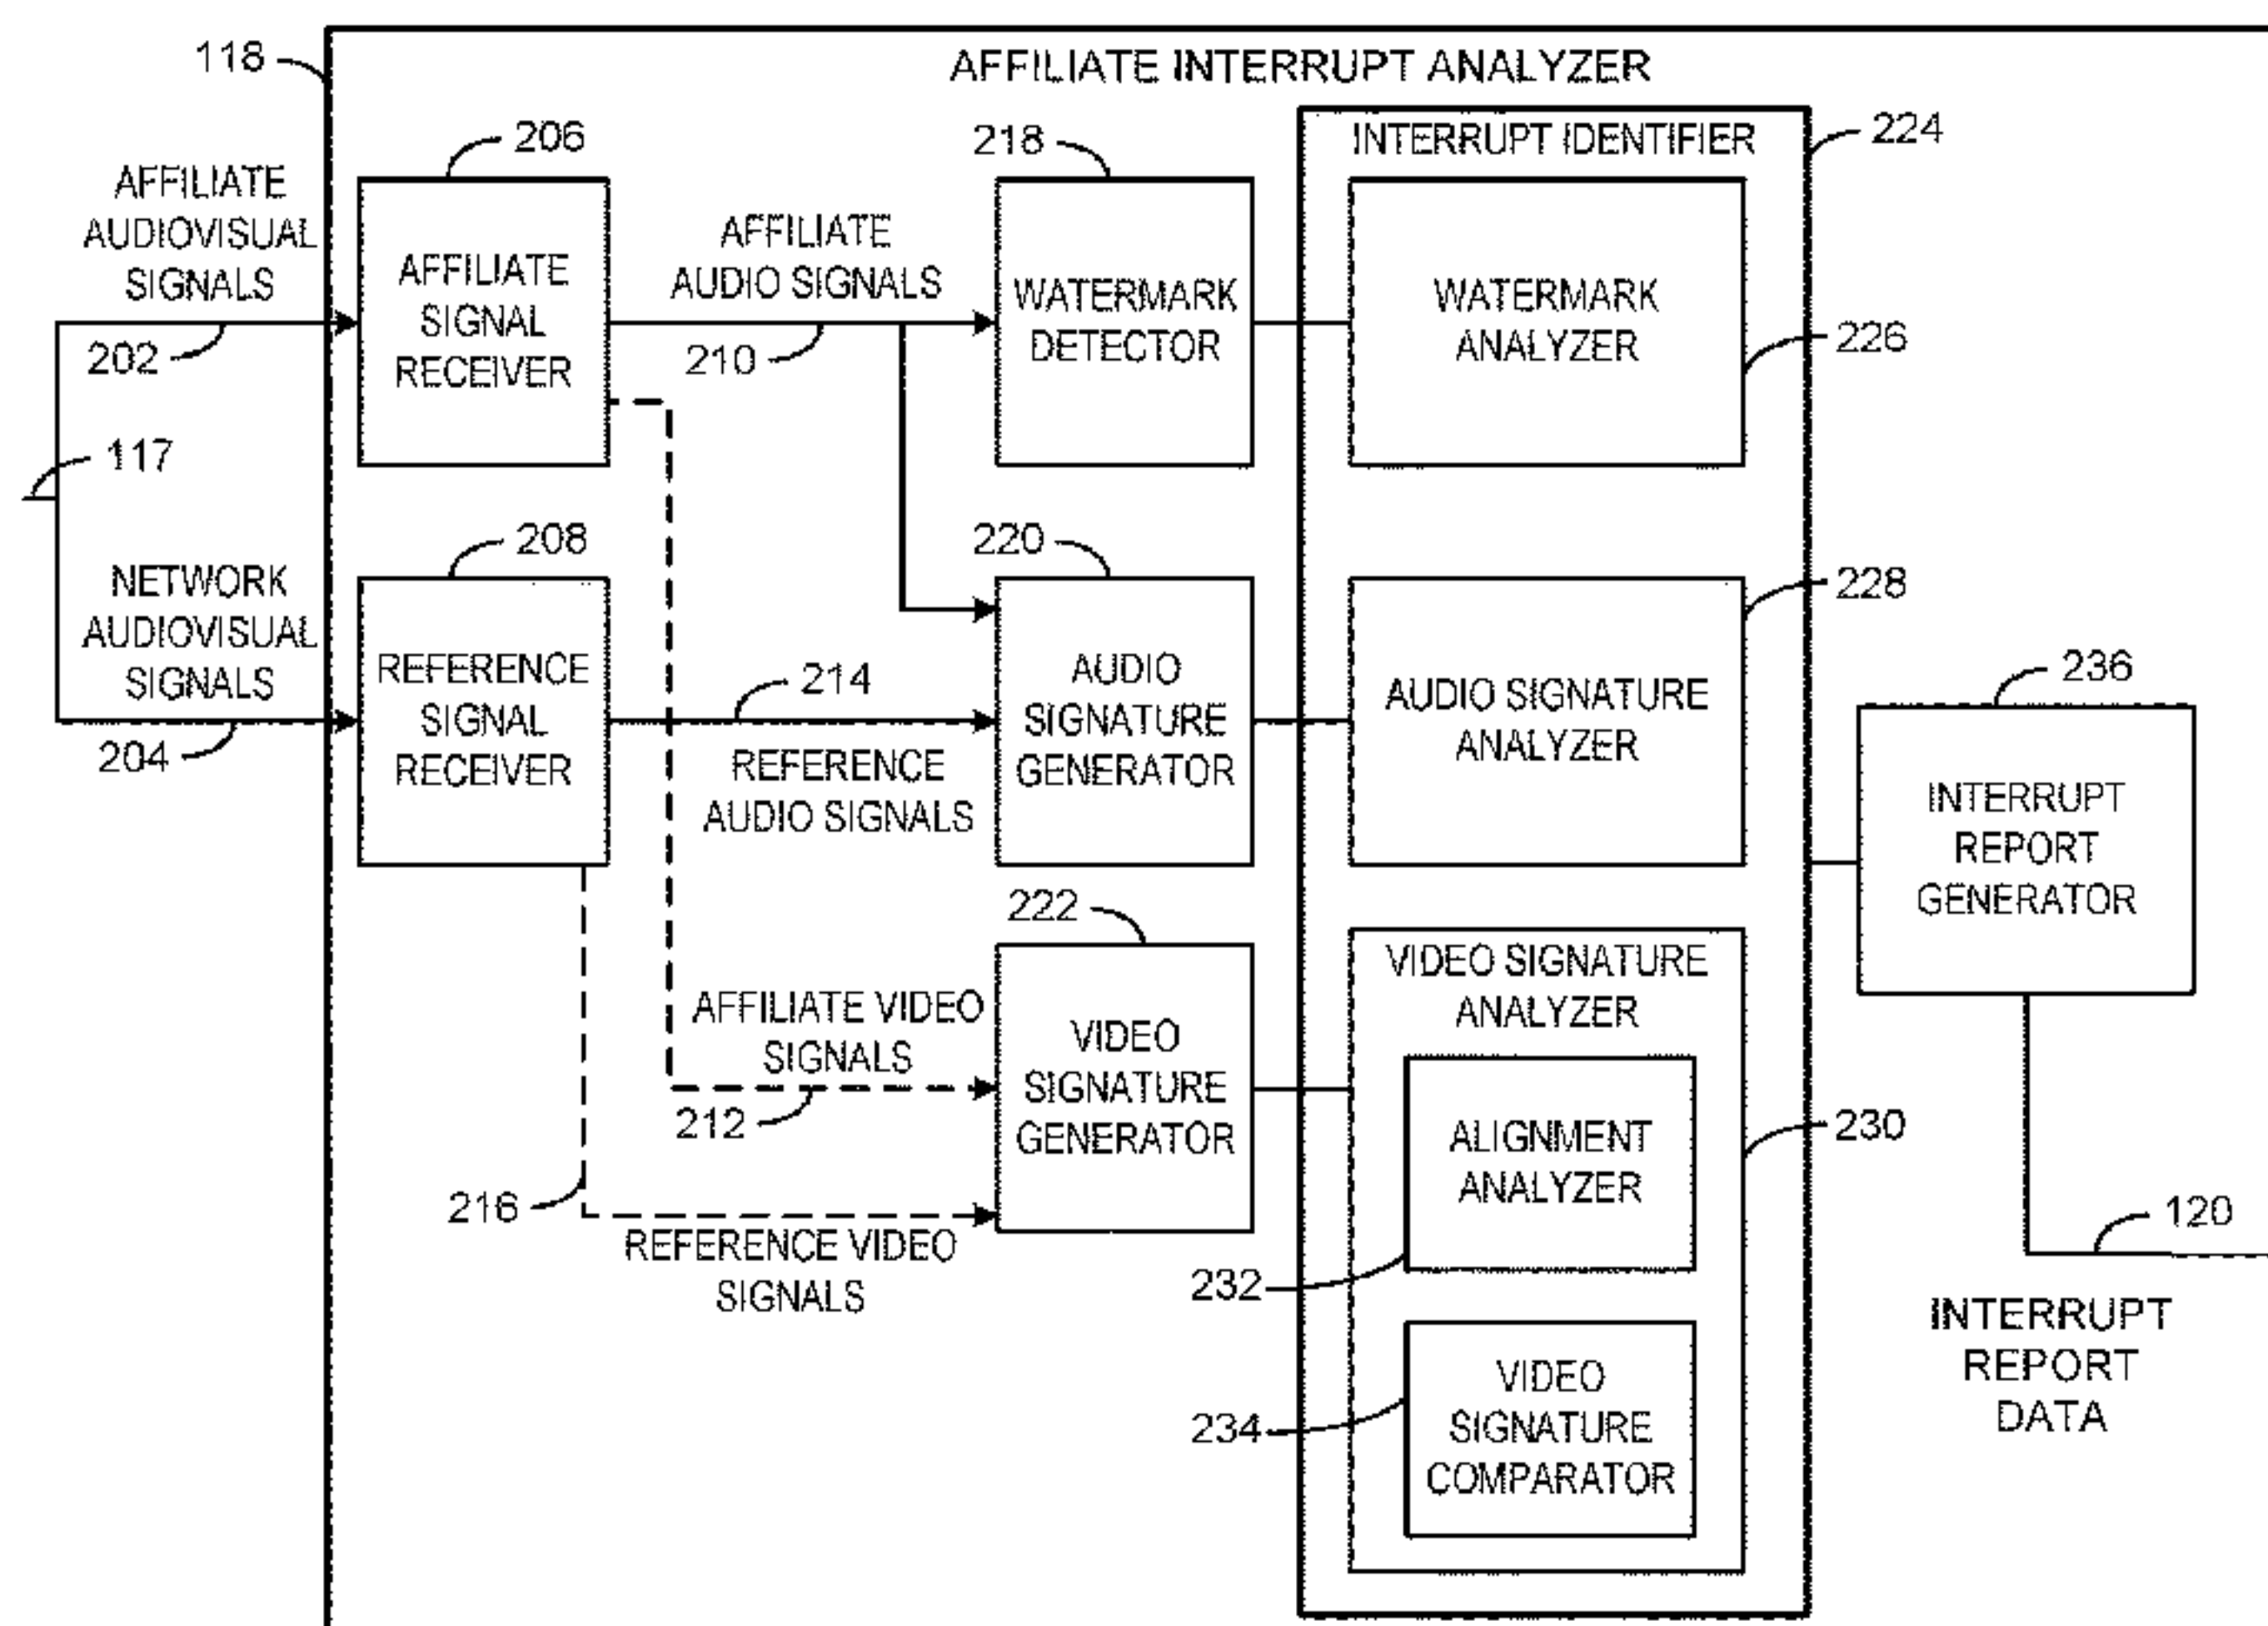 118
AFFILIATE INTERRUPT ANALYZER
206
218
INTERRUPT IDENTIFIER
224
AFFILIATE
AUDIOVISUAL
SIGNALS
202
AFFILIATE
SIGNAL
RECEIVER
AFFILIATE
AUDIO SIGNALS
210
WATERMARK
DETECTOR
WATERMARK
ANALYZER
226
117
208
220
228
NETWORK
AUDIOVISUAL
SIGNALS
204
REFERENCE
SIGNAL
RECEIVER
214
REFERENCE
AUDIO SIGNALS
AUDIO
SIGNATURE
GENERATOR
AUDIO SIGNATURE
ANALYZER
236
INTERRUPT
REPORT
GENERATOR
222
AFFILIATE VIDEO
SIGNALS
212
VIDEO
SIGNATURE
GENERATOR
VIDEO SIGNATURE
ANALYZER
ALIGNMENT
ANALYZER
230
216
REFERENCE VIDEO
SIGNALS
232
120
234
VIDEO
SIGNATURE
COMPARATOR
INTERRUPT
REPORT
DATA